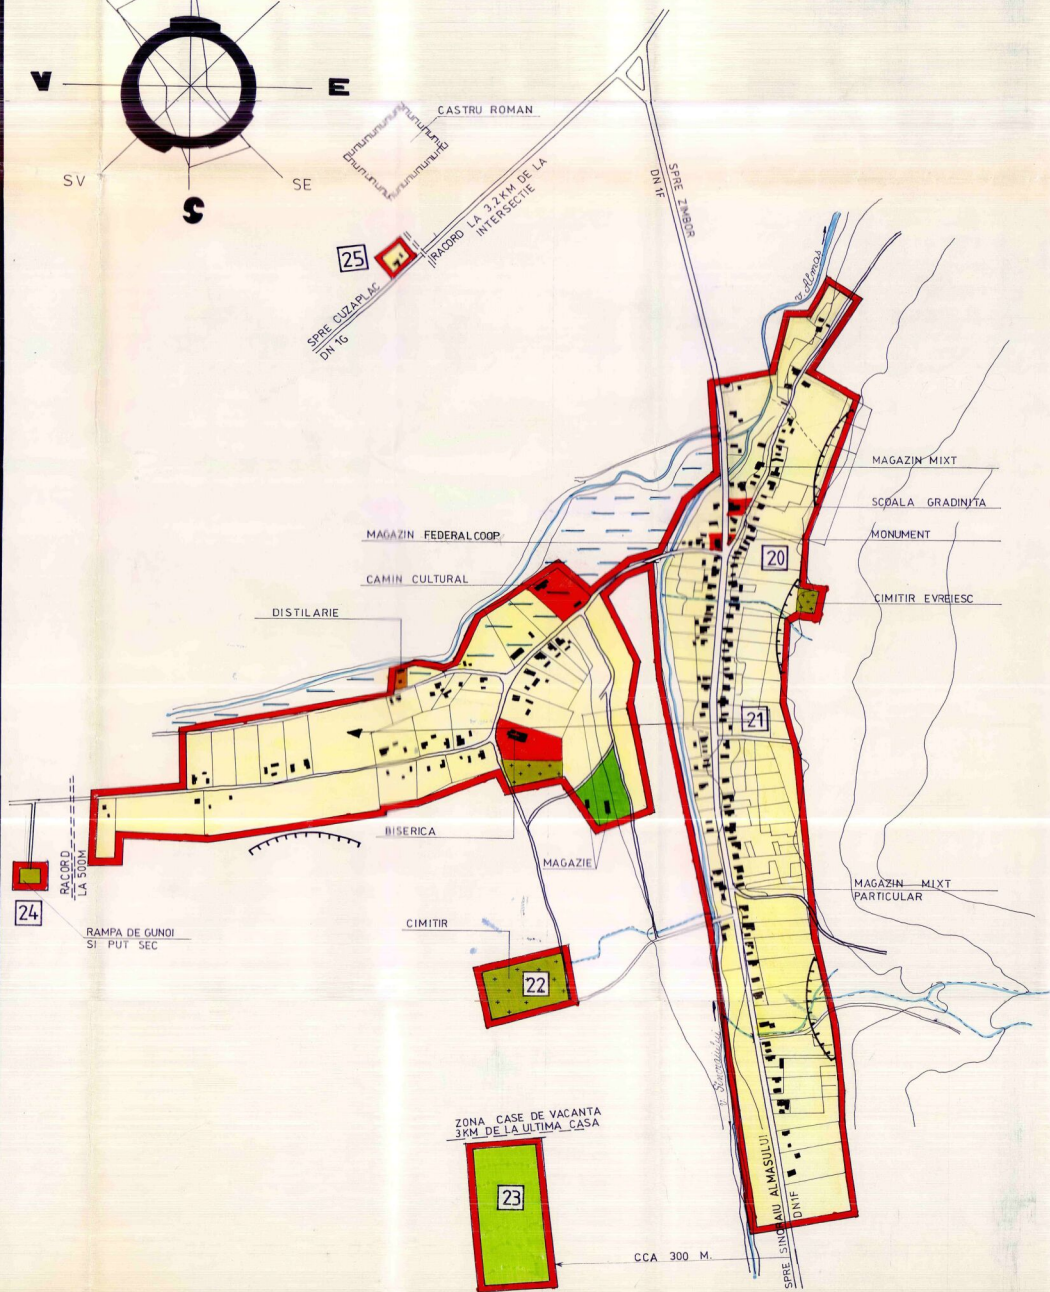 V
E
CASTRU ROMAN
SV
SE
S
RACORD LA 3.2KM DE LA
INTERSECTIE
SPRE ZIMBOR
DN 1F
25
SPRE CUZAPLAC
DN 1G
v. Almaș
MAGAZIN MIXT
SCOALA GRADINITA
MAGAZIN FEDERALCOOP
MONUMENT
20
CAMIN CULTURAL
CIMITIR EVREIESC
DISTILARIE
21
BISERICA
MAGAZIE
RACORD
LA 500M
MAGAZIN MIXT
PARTICULAR
24
RAMPA DE GUNOI
SI PUT SEC
CIMITIR
22
ZONA CASE DE VACANTA
3KM DE LA ULTIMA CASA
23
CCA 300 M.
SPRE SINORAIU ALMASULUI
DN1F